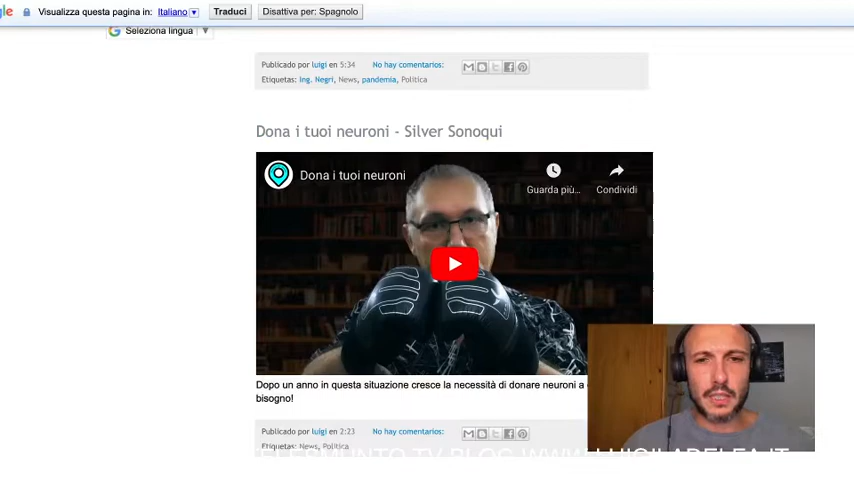 Visualizza questa pagina in: Italiano Traduci Disattiva per: Spagnolo
Seleziona lingua
Publicado por luigi en 5:34 No hay comentarios:
Etiquetas: Ing. Negri, News, pandemia, Politica
Dona i tuoi neuroni - Silver Sonoqui
Dona i tuoi neuroni
Guarda più... Condividi
Dopo un anno in questa situazione cresce la necessità di donare neuroni a
bisogno!
Publicado por luigi en 2:23 No hay comentarios:
Etiquetas: News, Politica
TV BLOG